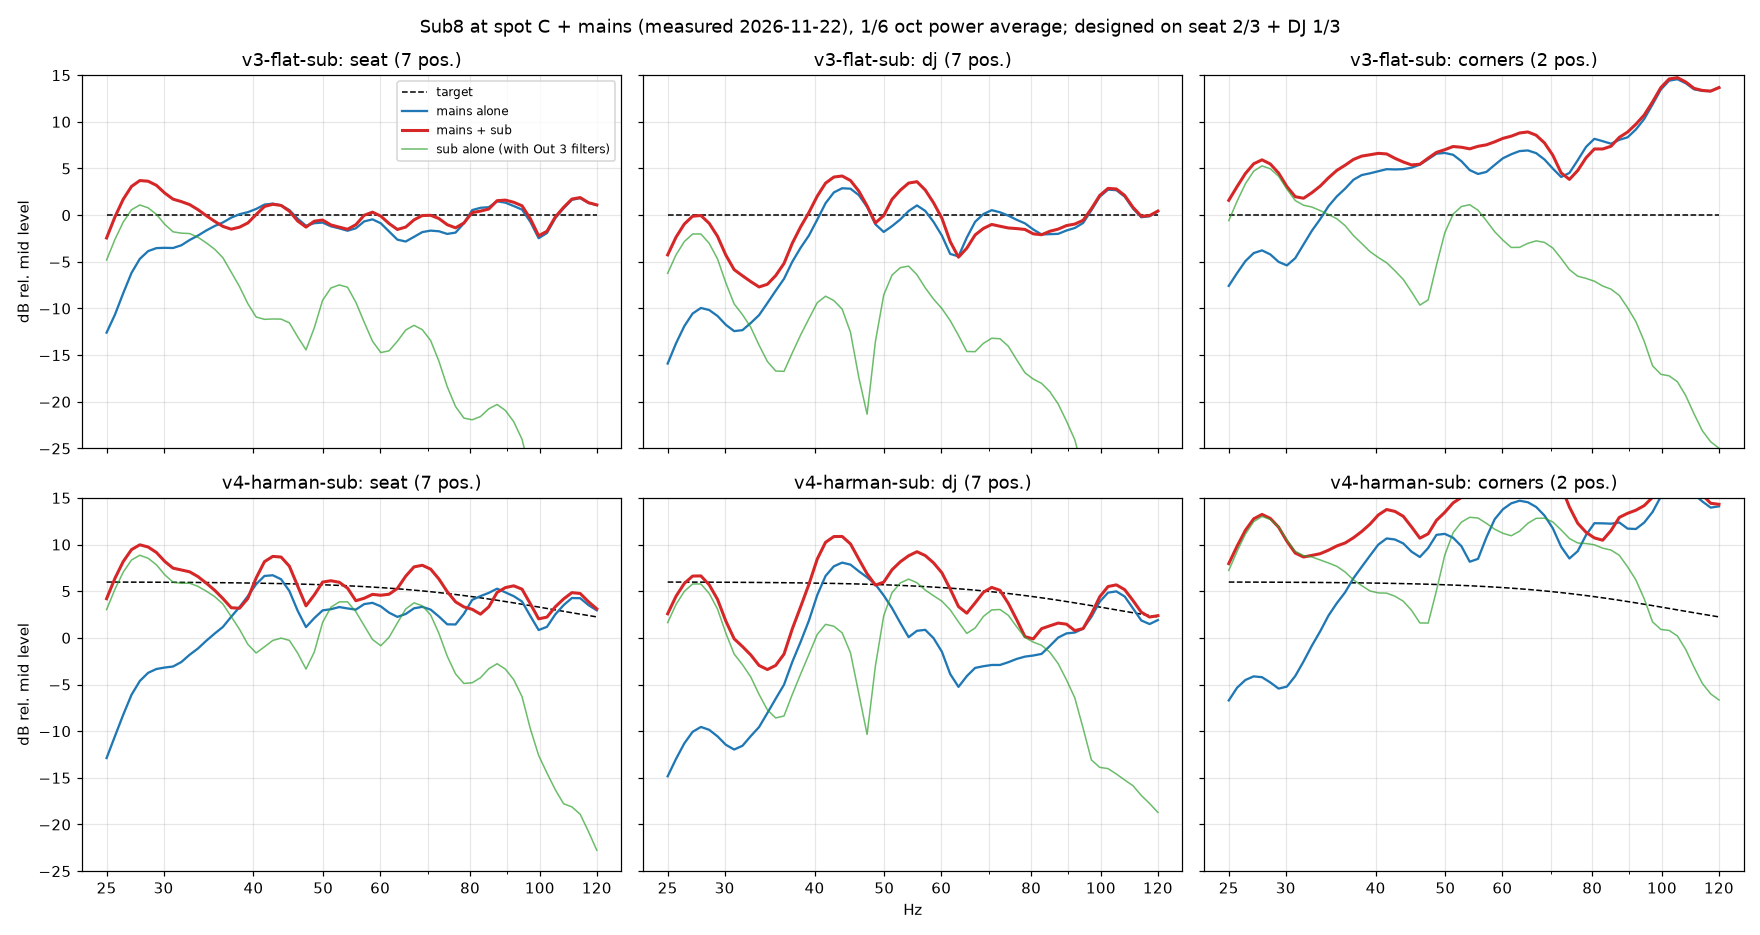 Sub8 at spot C + mains (measured 2026-11-22), 1/6 oct power average; designed on seat 2/3 + DJ 1/3
v3-flat-sub: seat (7 pos.)
v3-flat-sub: dj (7 pos.)
v3-flat-sub: corners (2 pos.)
target
mains alone
mains + sub
sub alone (with Out 3 filters)
dB rel. mid level
15
10
5
0
−5
−10
−15
−20
−25
v4-harman-sub: seat (7 pos.)
v4-harman-sub: dj (7 pos.)
v4-harman-sub: corners (2 pos.)
dB rel. mid level
15
10
5
0
−5
−10
−15
−20
−25
25 30 40 50 60 80 100 120
25 30 40 50 60 80 100 120
25 30 40 50 60 80 100 120
Hz